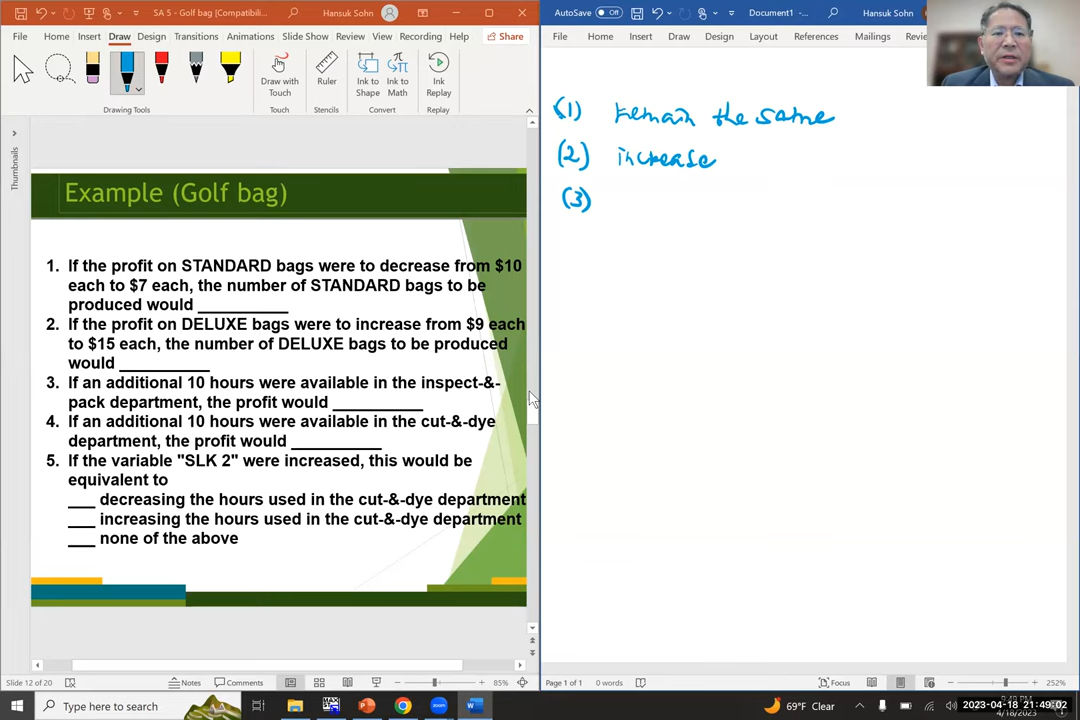 SA 5 - Golf bag [Compatibili...
Hansuk Sohn
File Home Insert Draw Design Transitions Animations Slide Show Review View Recording Help Share
Draw with Touch
Ruler
Ink to Shape
Ink to Math
Ink Replay
Drawing Tools Touch Stencils Convert Replay
Thumbnails
Example (Golf bag)
1. If the profit on STANDARD bags were to decrease from $10
each to $7 each, the number of STANDARD bags to be
produced would __________
2. If the profit on DELUXE bags were to increase from $9 each
to $15 each, the number of DELUXE bags to be produced
would __________
3. If an additional 10 hours were available in the inspect-&-
pack department, the profit would __________
4. If an additional 10 hours were available in the cut-&-dye
department, the profit would __________
5. If the variable "SLK 2" were increased, this would be
equivalent to
___ decreasing the hours used in the cut-&-dye department
___ increasing the hours used in the cut-&-dye department
___ none of the above
Slide 12 of 20 Notes Comments 85%
AutoSave Off Document1 -... Hansuk Sohn
File Home Insert Draw Design Layout References Mailings Review
(1) remain the same
(2) increase
(3)
Page 1 of 1 0 words Focus 252%
Type here to search
69°F Clear
2023-04-18 21:49:02